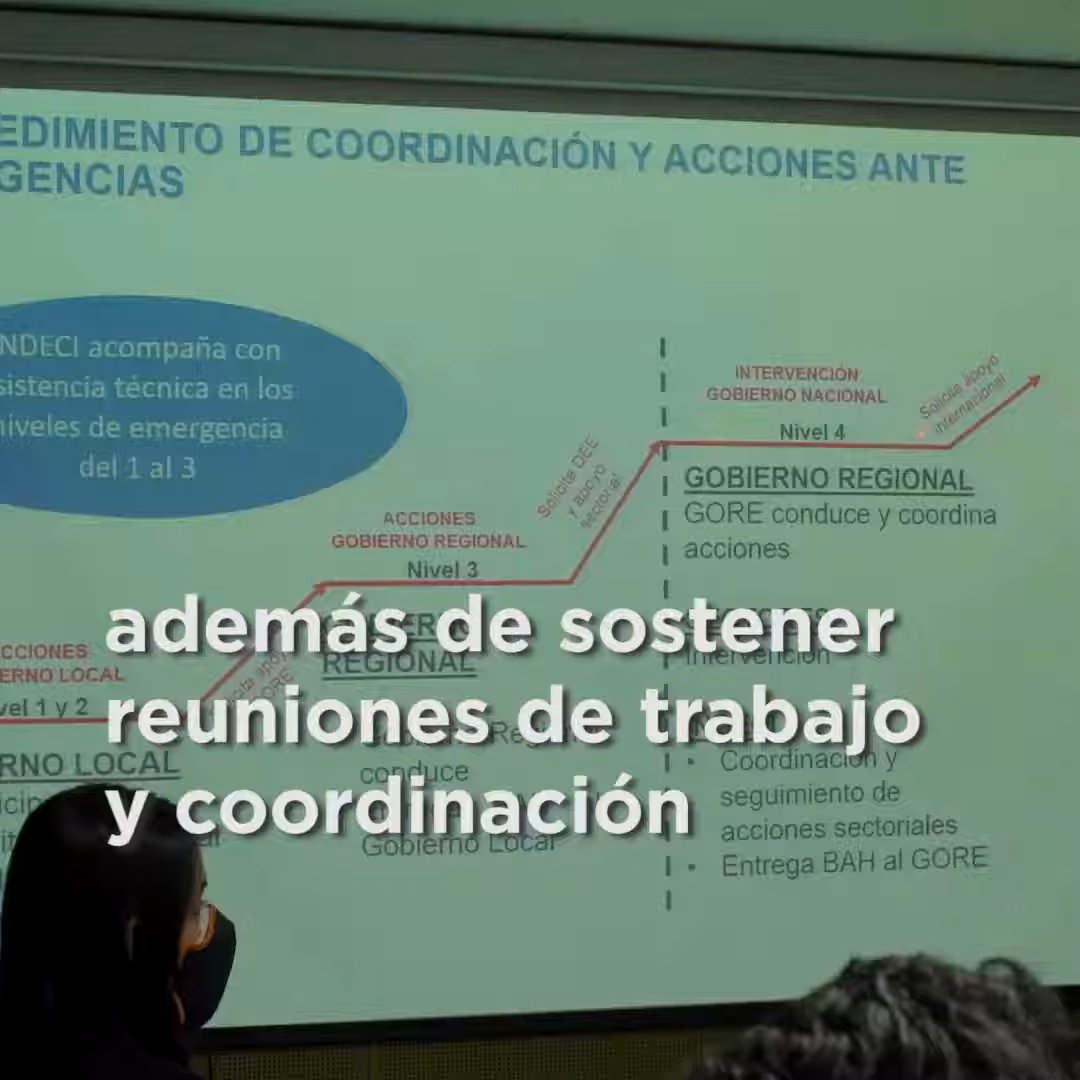 EDIMIENTO DE COORDINACIÓN Y ACCIONES ANTE
GENCIAS
NDECI acompaña con
sistencia técnica en los
niveles de emergencia
del 1 al 3
CCIONES
ERNO LOCAL
vel 1 y 2
RNO LOCAL
ACCIONES
GOBIERNO REGIONAL
Nivel 3
REGIONAL
conduce
Gobierno Local
Solicita DEE
y apoyo
sectorial
INTERVENCIÓN
GOBIERNO NACIONAL
Nivel 4
Solicita apoyo
internacional
GOBIERNO REGIONAL
GORE conduce y coordina
acciones
intervención
• Coordinación y
seguimiento de
acciones sectoriales
• Entrega BAH al GORE
además de sostener
reuniones de trabajo
y coordinación